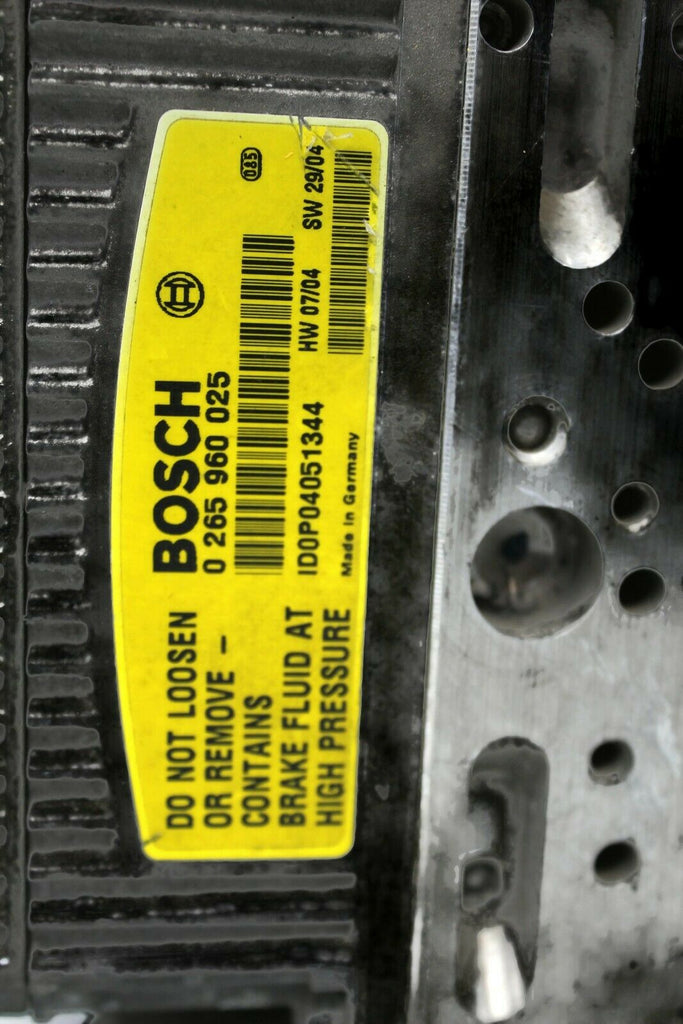 DO NOT LOOSEN
OR REMOVE –
CONTAINS
BRAKE FLUID AT
HIGH PRESSURE
BOSCH
0 265 960 025
ID0P04051344
Made in Germany
085
HW 07/04 SW 29/04